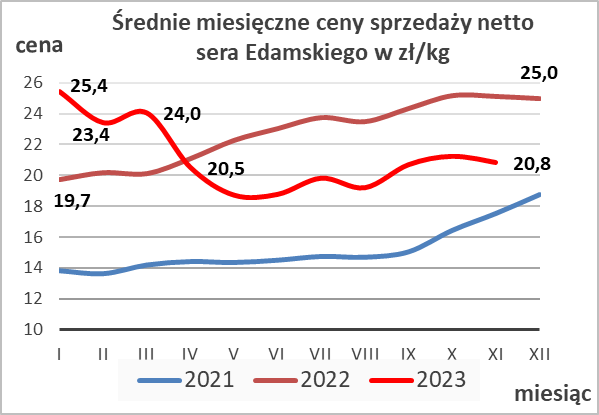 Średnie miesięczne ceny sprzedaży netto
sera Edamskiego w zł/kg
cena
26
24
22
20
18
16
14
12
10
25,4
23,4
24,0
20,5
19,7
25,0
20,8
I II III IV V VI VII VIII IX X XI XII
2021 2022 2023
miesiąc